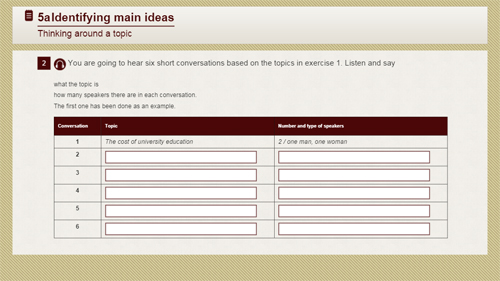 5aIdentifying main ideas
Thinking around a topic
2 You are going to hear six short conversations based on the topics in exercise 1. Listen and say
what the topic is
how many speakers there are in each conversation.
The first one has been done as an example.
Conversation Topic Number and type of speakers
1 The cost of university education 2 / one man, one woman
2
3
4
5
6